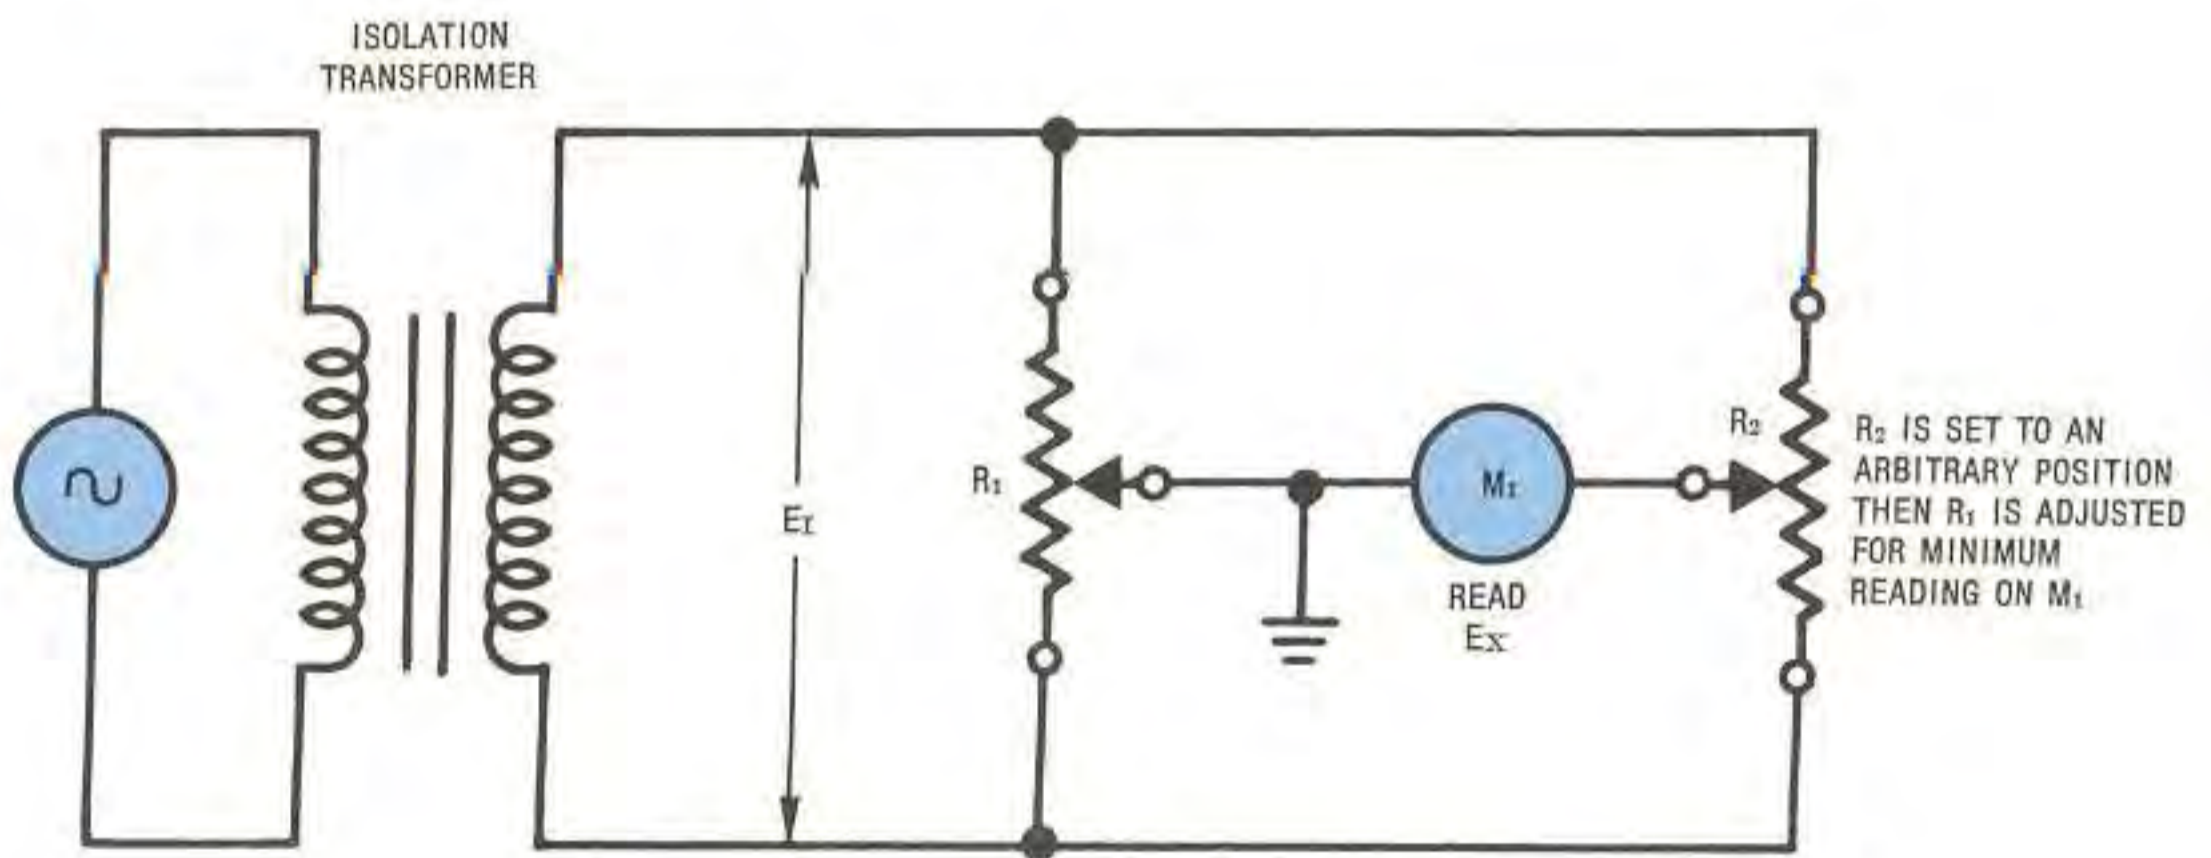 ISOLATION
TRANSFORMER
EI
R1
M1
READ
EX
R2
R2 IS SET TO AN
ARBITRARY POSITION
THEN R1 IS ADJUSTED
FOR MINIMUM
READING ON M1